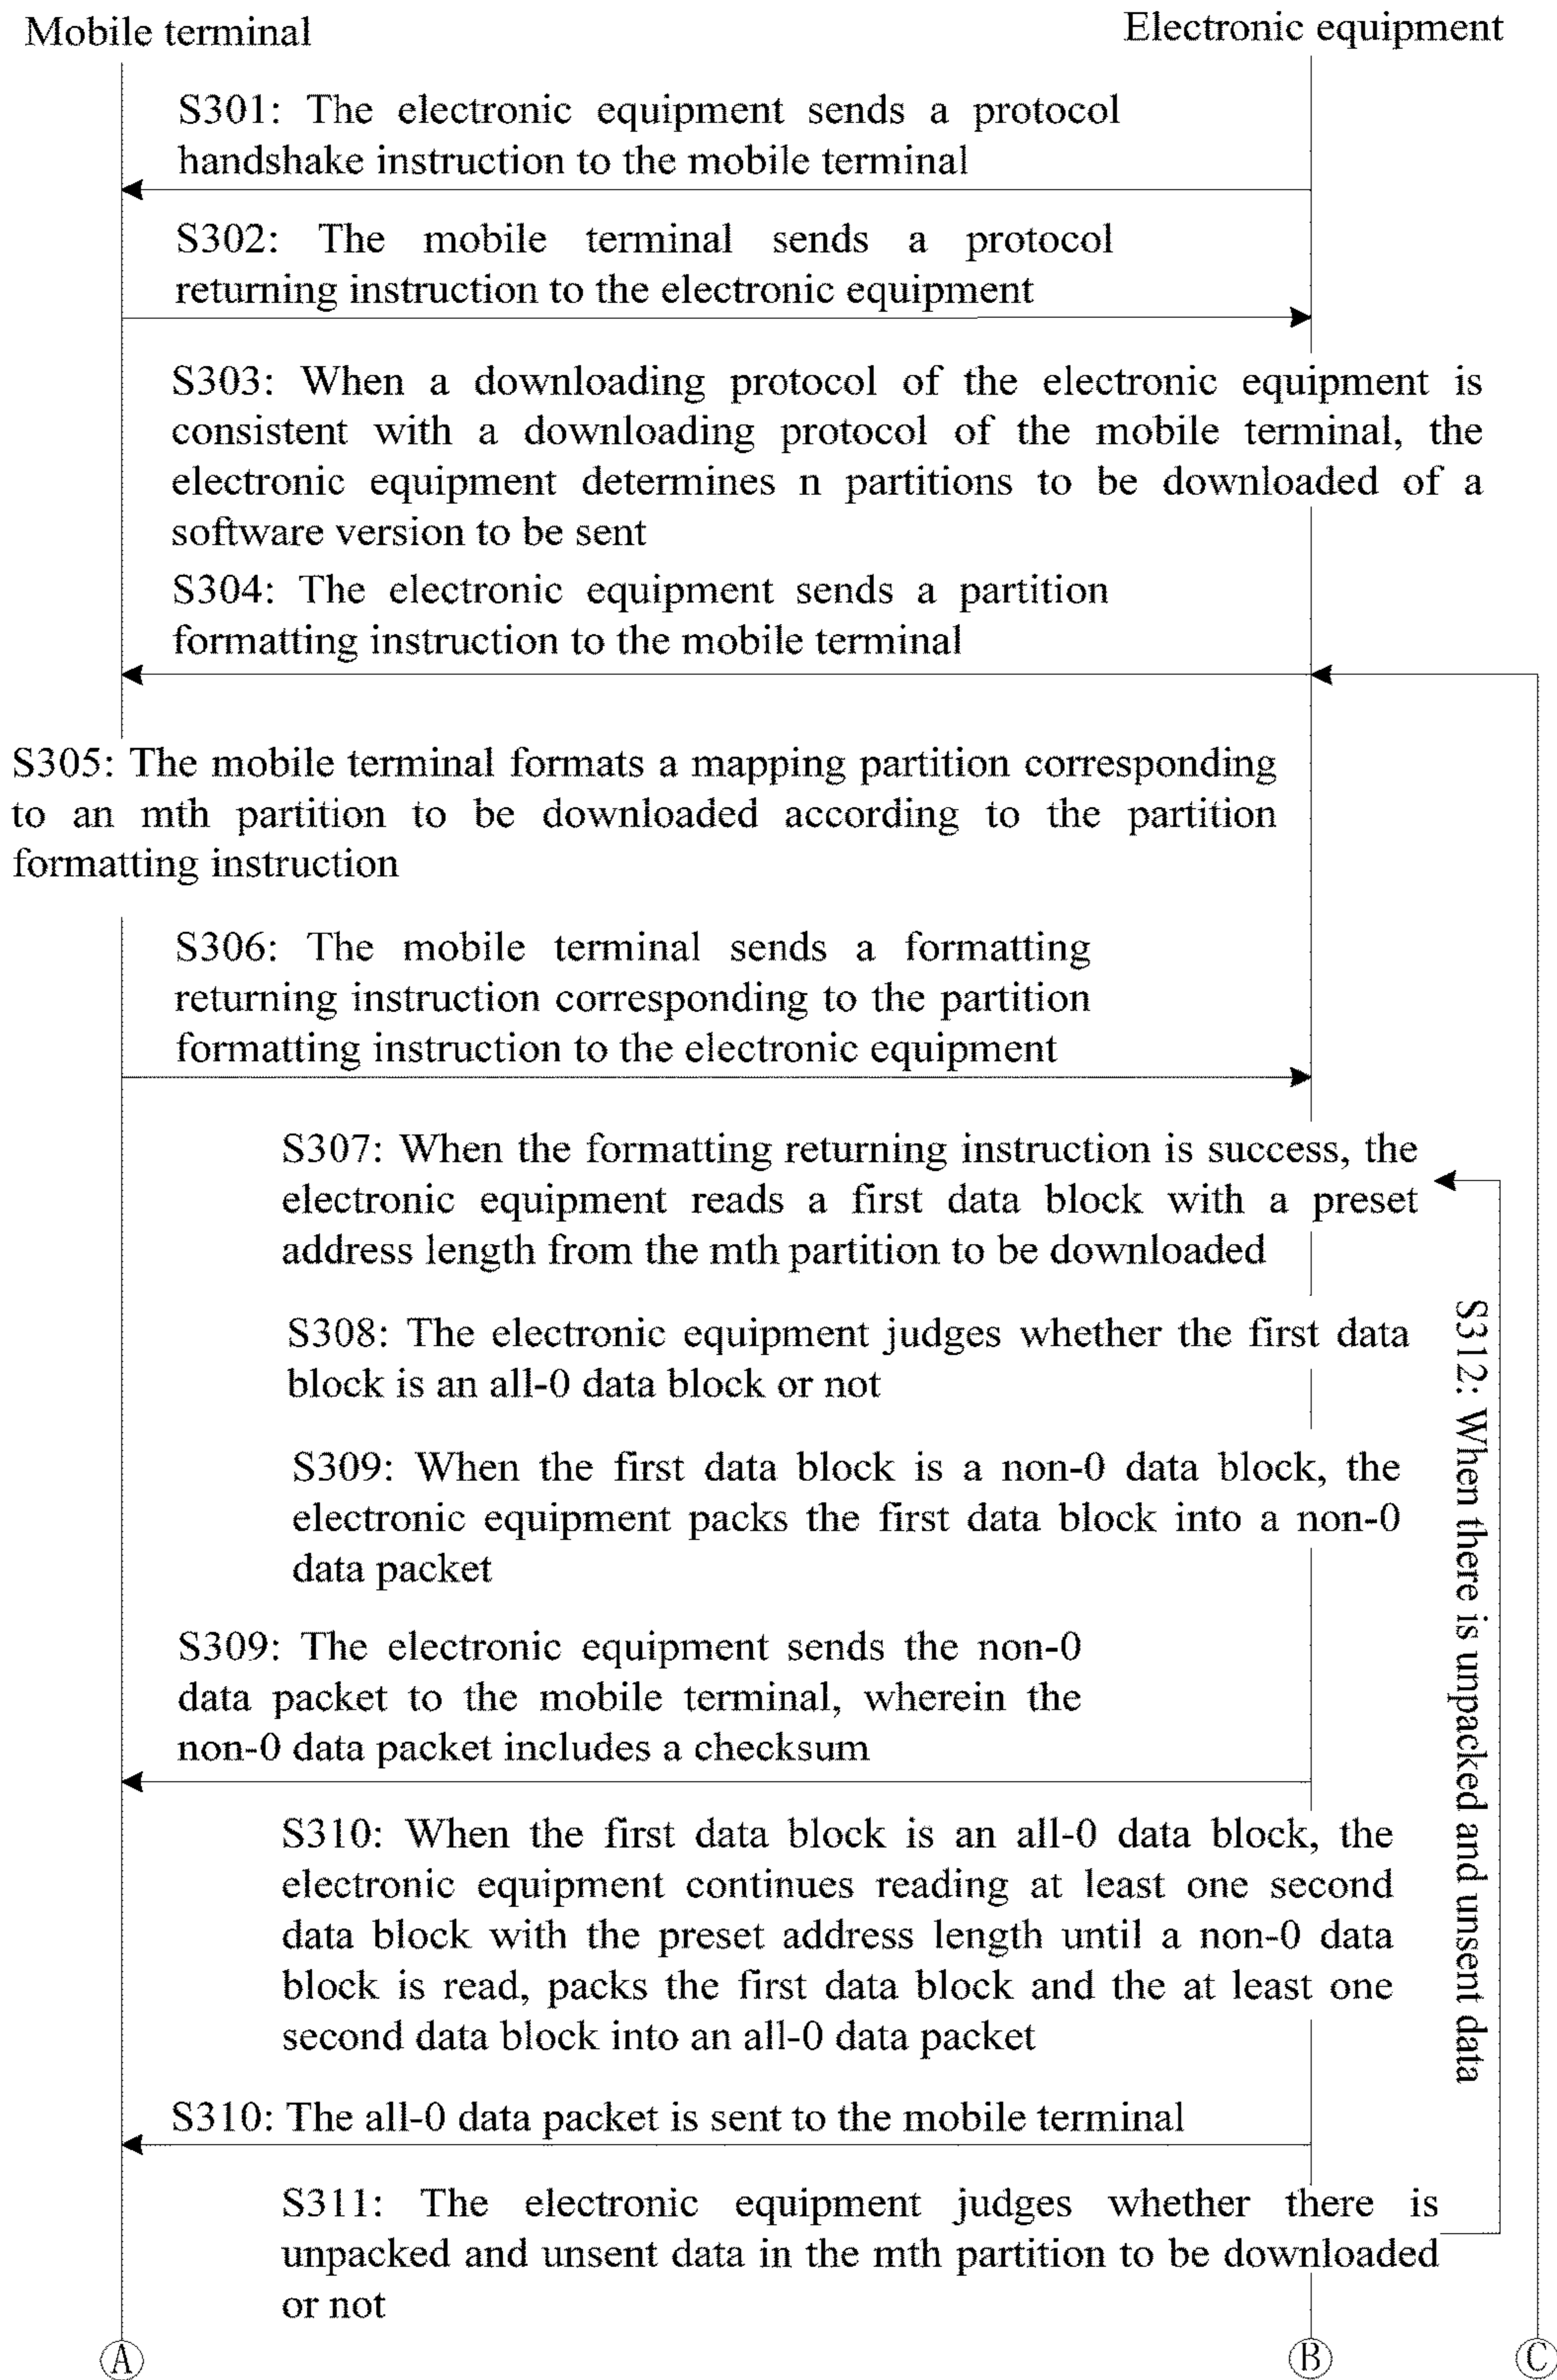 Mobile terminal
Electronic equipment
S301: The electronic equipment sends a protocol
handshake instruction to the mobile terminal
S302: The mobile terminal sends a protocol
returning instruction to the electronic equipment
S303: When a downloading protocol of the electronic equipment is
consistent with a downloading protocol of the mobile terminal, the
electronic equipment determines n partitions to be downloaded of a
software version to be sent
S304: The electronic equipment sends a partition
formatting instruction to the mobile terminal
S305: The mobile terminal formats a mapping partition corresponding
to an mth partition to be downloaded according to the partition
formatting instruction
S306: The mobile terminal sends a formatting
returning instruction corresponding to the partition
formatting instruction to the electronic equipment
S307: When the formatting returning instruction is success, the
electronic equipment reads a first data block with a preset
address length from the mth partition to be downloaded
S308: The electronic equipment judges whether the first data
block is an all-0 data block or not
S309: When the first data block is a non-0 data block, the
electronic equipment packs the first data block into a non-0
data packet
S309: The electronic equipment sends the non-0
data packet to the mobile terminal, wherein the
non-0 data packet includes a checksum
S310: When the first data block is an all-0 data block, the
electronic equipment continues reading at least one second
data block with the preset address length until a non-0 data
block is read, packs the first data block and the at least one
second data block into an all-0 data packet
S310: The all-0 data packet is sent to the mobile terminal
S311: The electronic equipment judges whether there is
unpacked and unsent data in the mth partition to be downloaded
or not
S312: When there is unpacked and unsent data
A
B
C